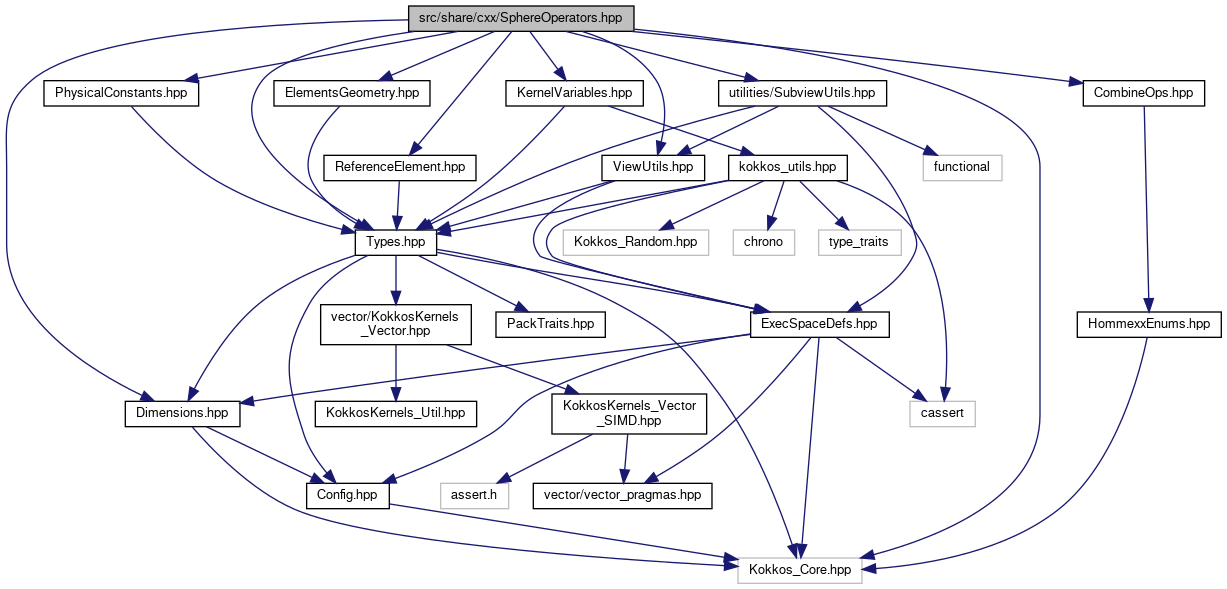 src/share/cxx/SphereOperators.hpp
PhysicalConstants.hpp
ElementsGeometry.hpp
KernelVariables.hpp
utilities/SubviewUtils.hpp
CombineOps.hpp
ReferenceElement.hpp
ViewUtils.hpp
kokkos_utils.hpp
functional
Types.hpp
Kokkos_Random.hpp
chrono
type_traits
vector/KokkosKernels
_Vector.hpp
PackTraits.hpp
ExecSpaceDefs.hpp
HommexxEnums.hpp
Dimensions.hpp
KokkosKernels_Util.hpp
KokkosKernels_Vector
_SIMD.hpp
cassert
Config.hpp
assert.h
vector/vector_pragmas.hpp
Kokkos_Core.hpp